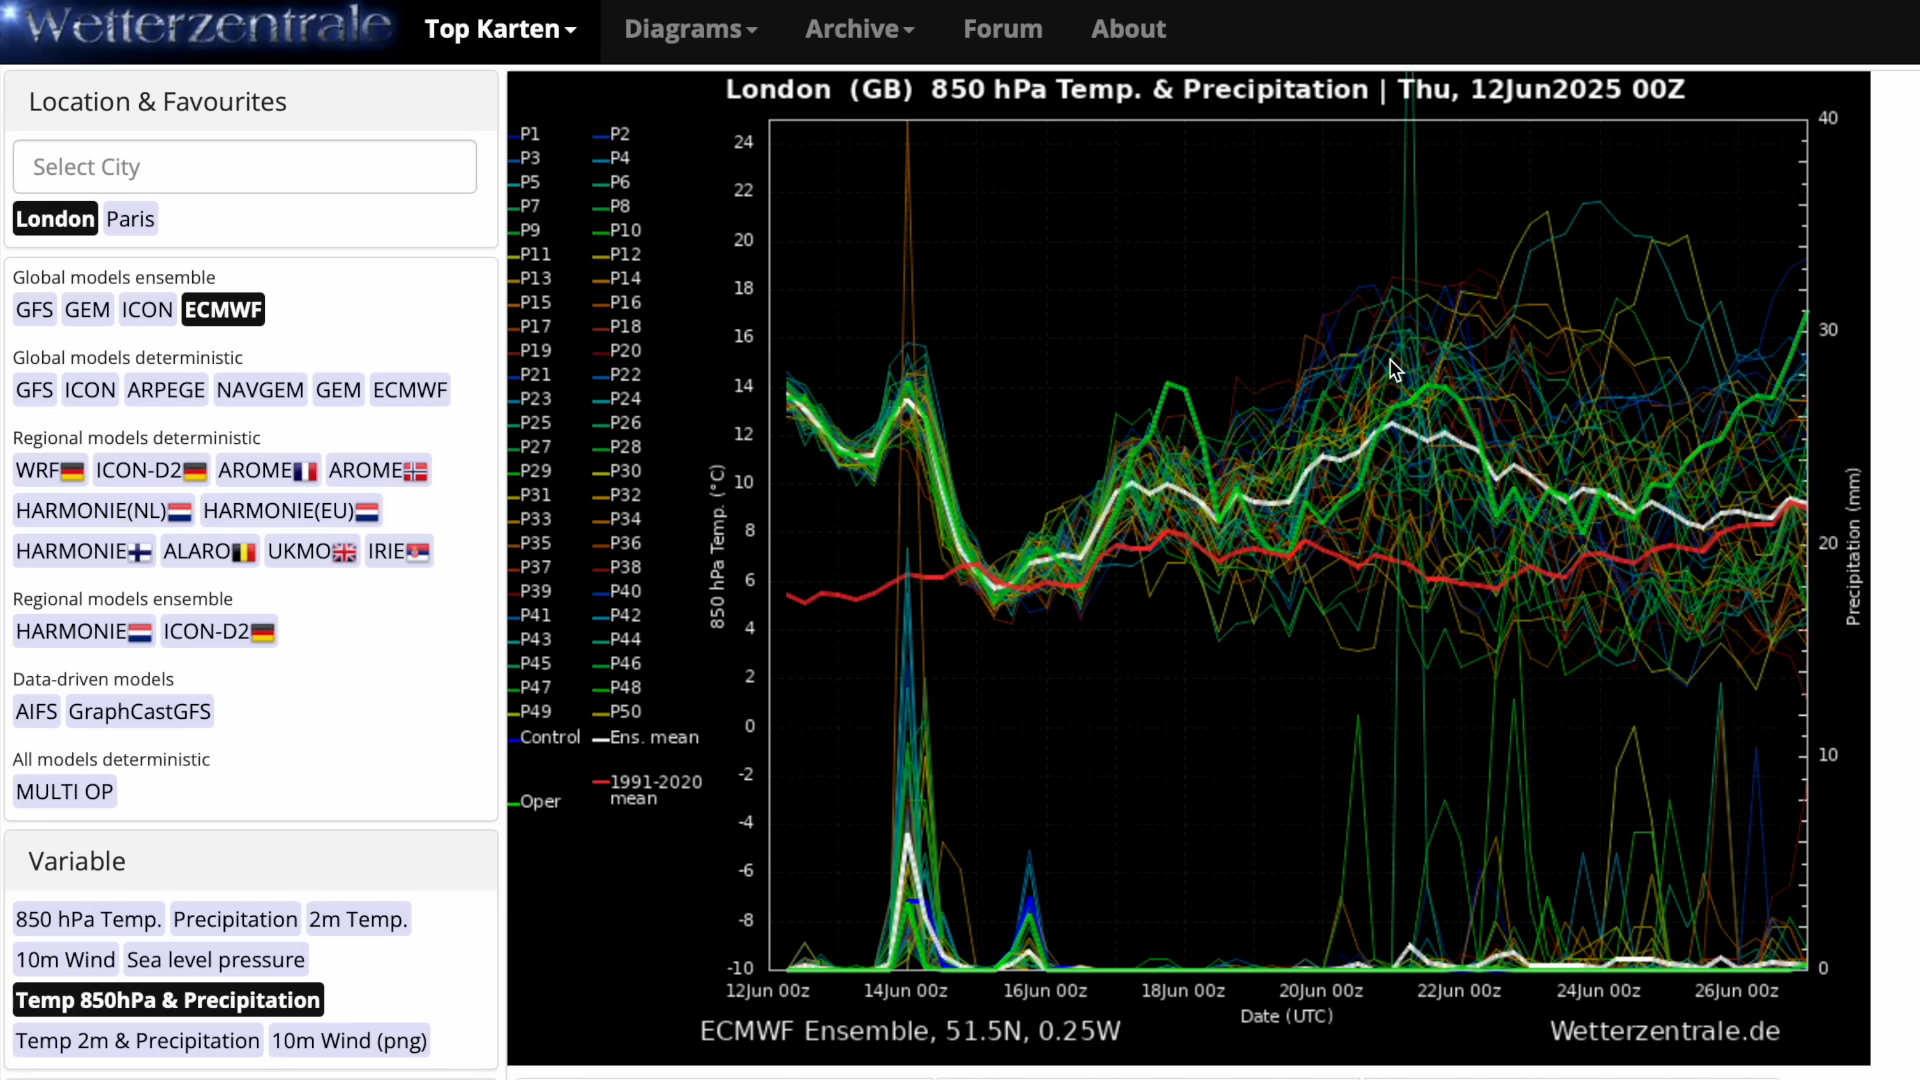 Wetterzentrale
Top Karten Diagrams Archive Forum About
Location & Favourites
Select City
London Paris
Global models ensemble
GFS GEM ICON ECMWF
Global models deterministic
GFS ICON ARPEGE NAVGEM GEM ECMWF
Regional models deterministic
WRF ICON-D2 AROME AROME
HARMONIE(NL) HARMONIE(EU)
HARMONIE ALARO UKMO IRIE
Regional models ensemble
HARMONIE ICON-D2
Data-driven models
AIFS GraphCastGFS
All models deterministic
MULTI OP
Variable
850 hPa Temp. Precipitation 2m Temp.
10m Wind Sea level pressure
Temp 850hPa & Precipitation
Temp 2m & Precipitation 10m Wind (png)
London (GB) 850 hPa Temp. & Precipitation | Thu, 12Jun2025 00Z
P1 P2
P3 P4
P5 P6
P7 P8
P9 P10
P11 P12
P13 P14
P15 P16
P17 P18
P19 P20
P21 P22
P23 P24
P25 P26
P27 P28
P29 P30
P31 P32
P33 P34
P35 P36
P37 P38
P39 P40
P41 P42
P43 P44
P45 P46
P47 P48
P49 P50
Control Ens. mean
1991-2020
mean
Oper
850 hPa Temp. (°C)
24
22
20
18
16
14
12
10
8
6
4
2
0
-2
-4
-6
-8
-10
40
30
20
10
0
Precipitation (mm)
12Jun 00z 14Jun 00z 16Jun 00z 18Jun 00z 20Jun 00z 22Jun 00z 24Jun 00z 26Jun 00z
Date (UTC)
ECMWF Ensemble, 51.5N, 0.25W Wetterzentrale.de